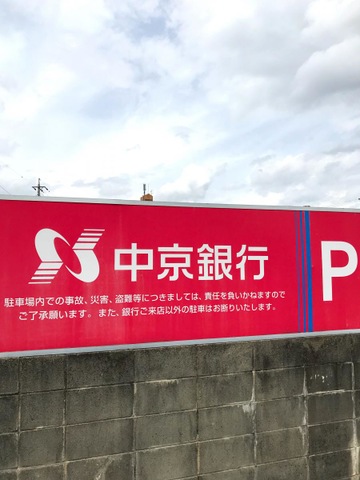 中京銀行
P
駐車場内での事故、災害、盗難等につきましては、責任を負いかねますので
ご了承願います。また、銀行ご来店以外の駐車はお断りいたします。